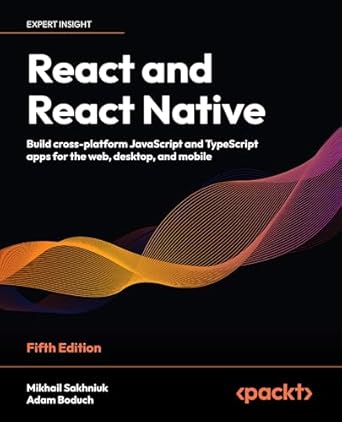 EXPERT INSIGHT
React and
React Native
Build cross-platform JavaScript and TypeScript
apps for the web, desktop, and mobile
Fifth Edition
Mikhail Sakhniuk
Adam Boduch
<packt>